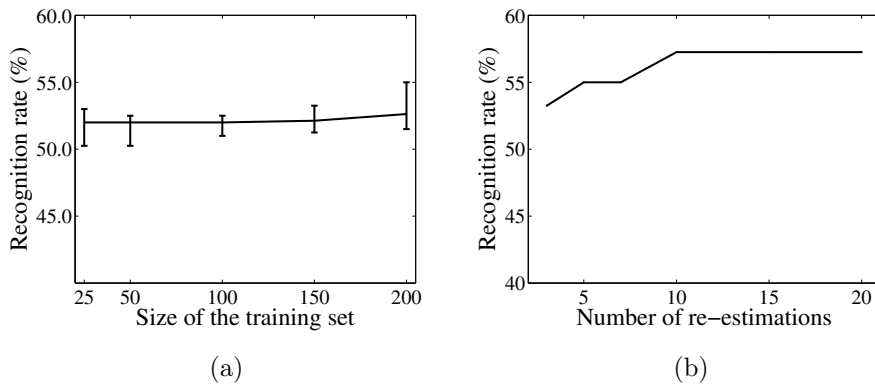 60.0
55.0
50.0
45.0
Recognition rate (%)
25 50 100 150 200
Size of the training set
(a)
60
55
50
45
40
Recognition rate (%)
5 10 15 20
Number of re−estimations
(b)